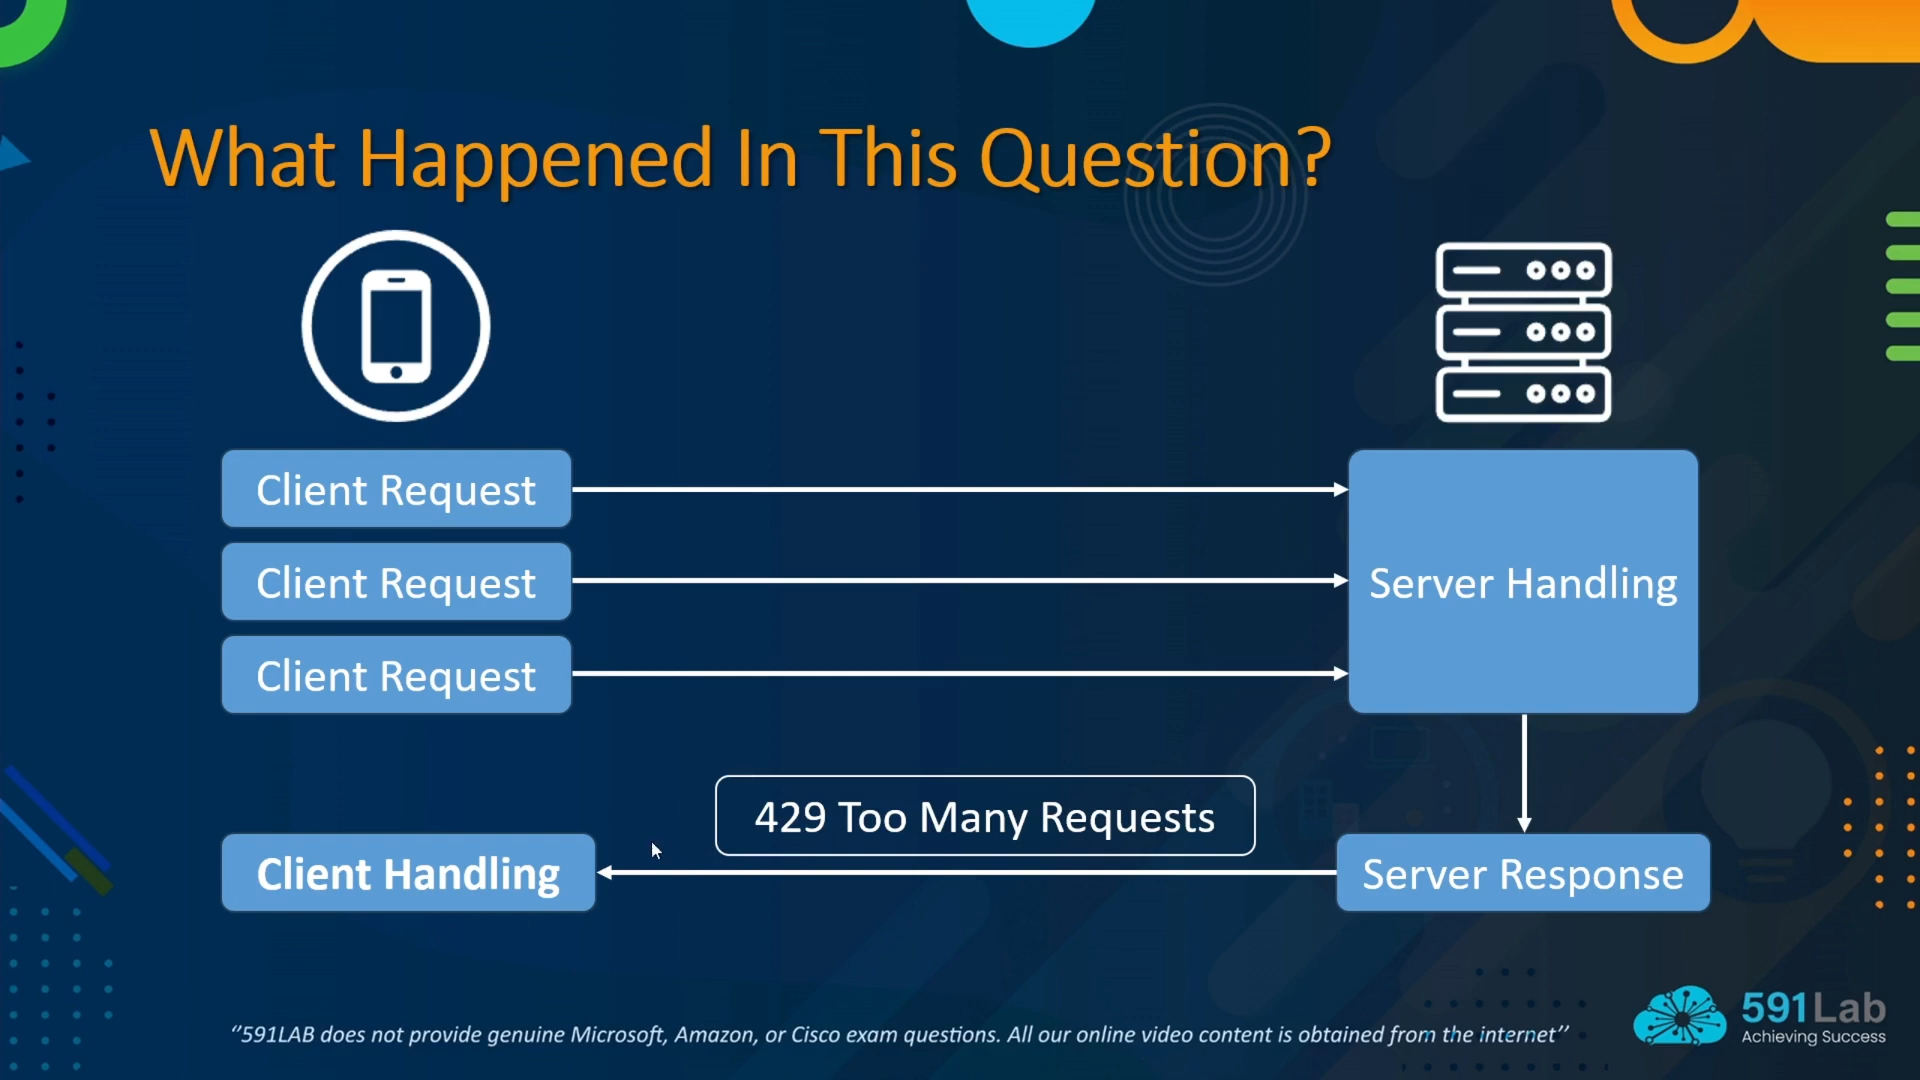 What Happened In This Question?
Client Request
Client Request
Server Handling
Client Request
429 Too Many Requests
Client Handling
Server Response
‘’591LAB does not provide genuine Microsoft, Amazon, or Cisco exam questions. All our online video content is obtained from the internet’’
591Lab
Achieving Success